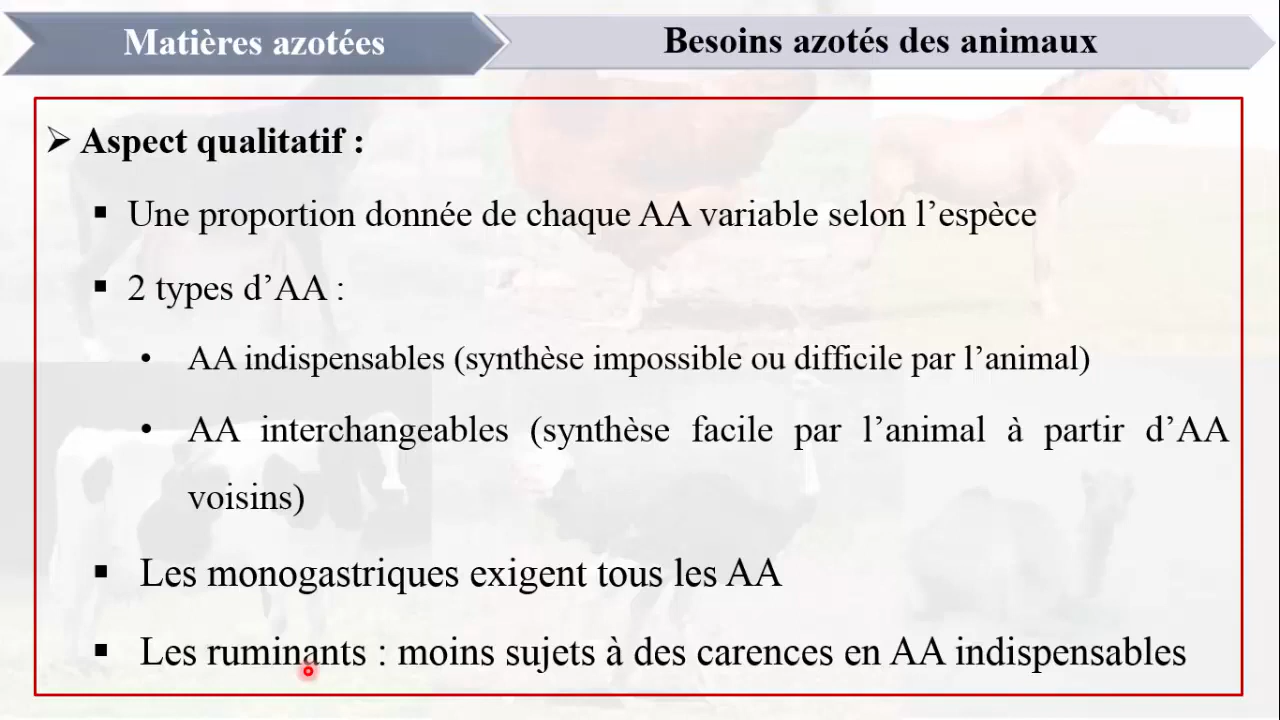 Matières azotées
Besoins azotés des animaux
➢ Aspect qualitatif :
▪ Une proportion donnée de chaque AA variable selon l’espèce
▪ 2 types d’AA :
• AA indispensables (synthèse impossible ou difficile par l’animal)
• AA interchangeables (synthèse facile par l’animal à partir d’AA
voisins)
▪ Les monogastriques exigent tous les AA
▪ Les ruminants : moins sujets à des carences en AA indispensables